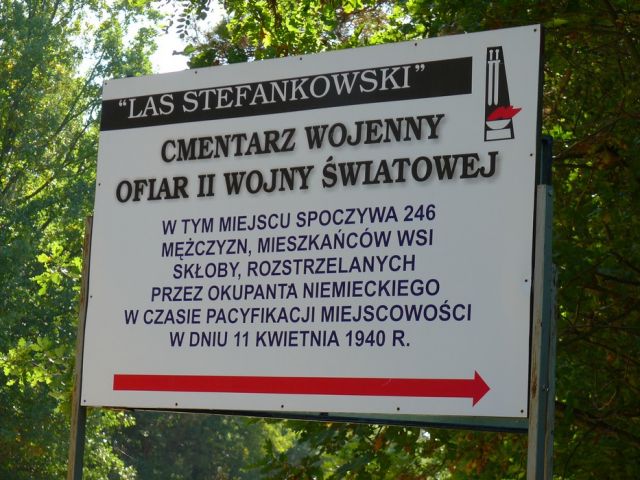 "LAS STEFANKOWSKI"
CMENTARZ WOJENNY
OFIAR II WOJNY ŚWIATOWEJ
W TYM MIEJSCU SPOCZYWA 246
MĘŻCZYZN, MIESZKAŃCÓW WSI
SKŁOBY, ROZSTRZELANYCH
PRZEZ OKUPANTA NIEMIECKIEGO
W CZASIE PACYFIKACJI MIEJSCOWOŚCI
W DNIU 11 KWIETNIA 1940 R.